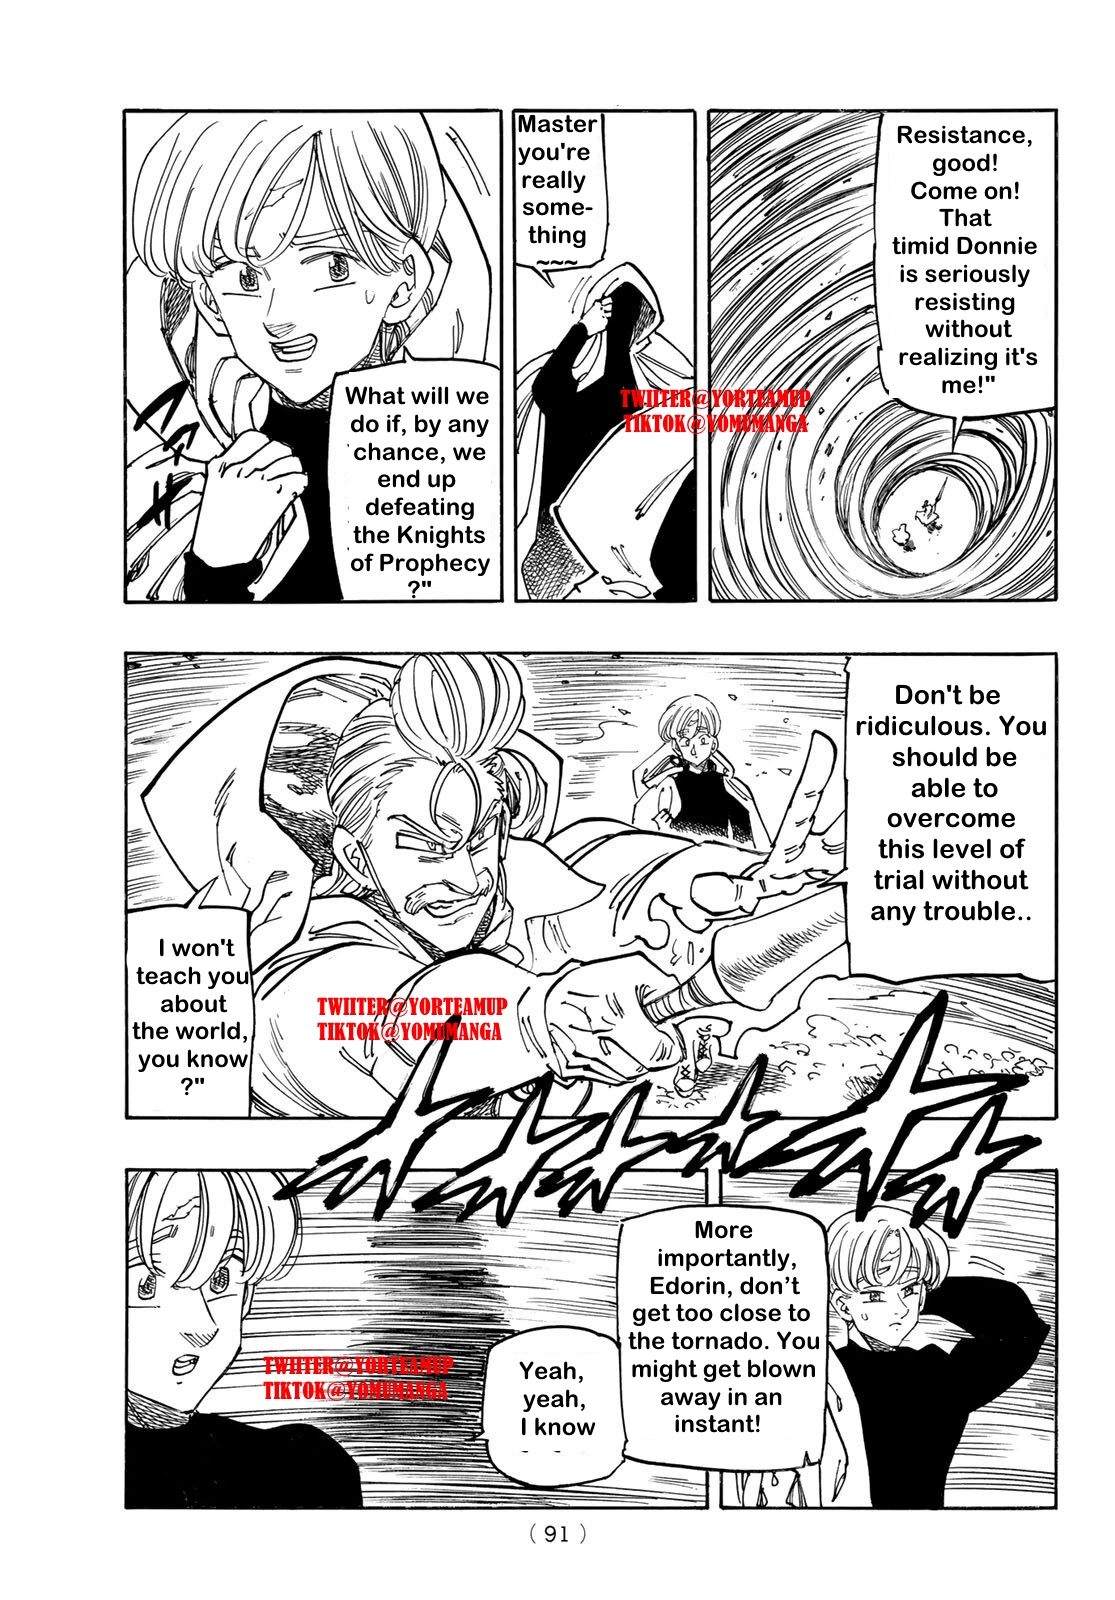 Resistance,
good!
Come on!
That
timid Donnie
is seriously
resisting
without
realizing it's
me!"
Master
you're
really
some-
thing
~~~
TWIITER@YORTEAMUP
TIKTOK@YOMUMANGA
What will we
do if, by any
chance, we
end up
defeating
the Knights
of Prophecy
?"
Don't be
ridiculous. You
should be
able to
overcome
this level of
trial without
any trouble..
I won't
teach you
about
the world,
you know
?"
TWIITER@YORTEAMUP
TIKTOK@YOMUMANGA
More
importantly,
Edorin, don’t
get too close to
the tornado. You
might get blown
away in an
instant!
Yeah,
yeah,
I know
TWIITER@YORTEAMUP
TIKTOK@YOMUMANGA
( 91 )